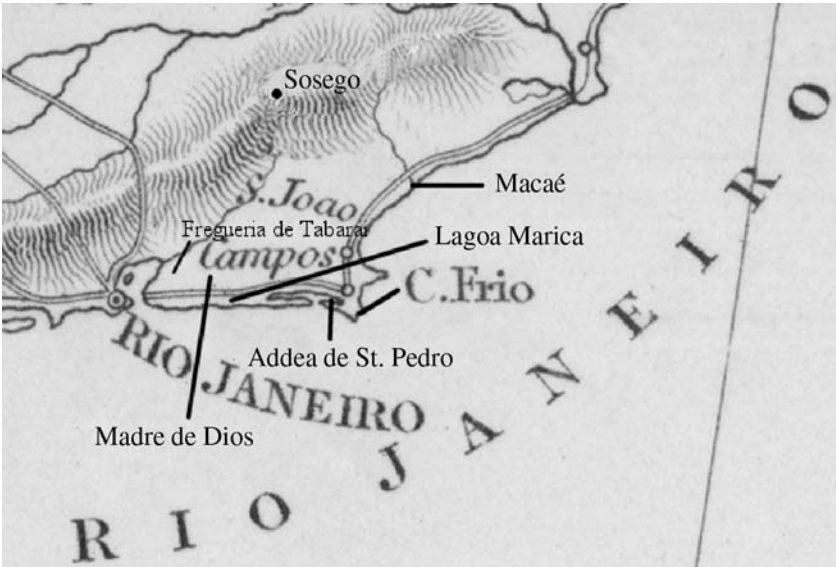 Sosego
Macaé
S. Joao
Fregueria de Tabarai
Campos
Lagoa Marica
C. Frio
Addea de St. Pedro
RIO JANEIRO
Madre de Dios
RIO JANEIRO